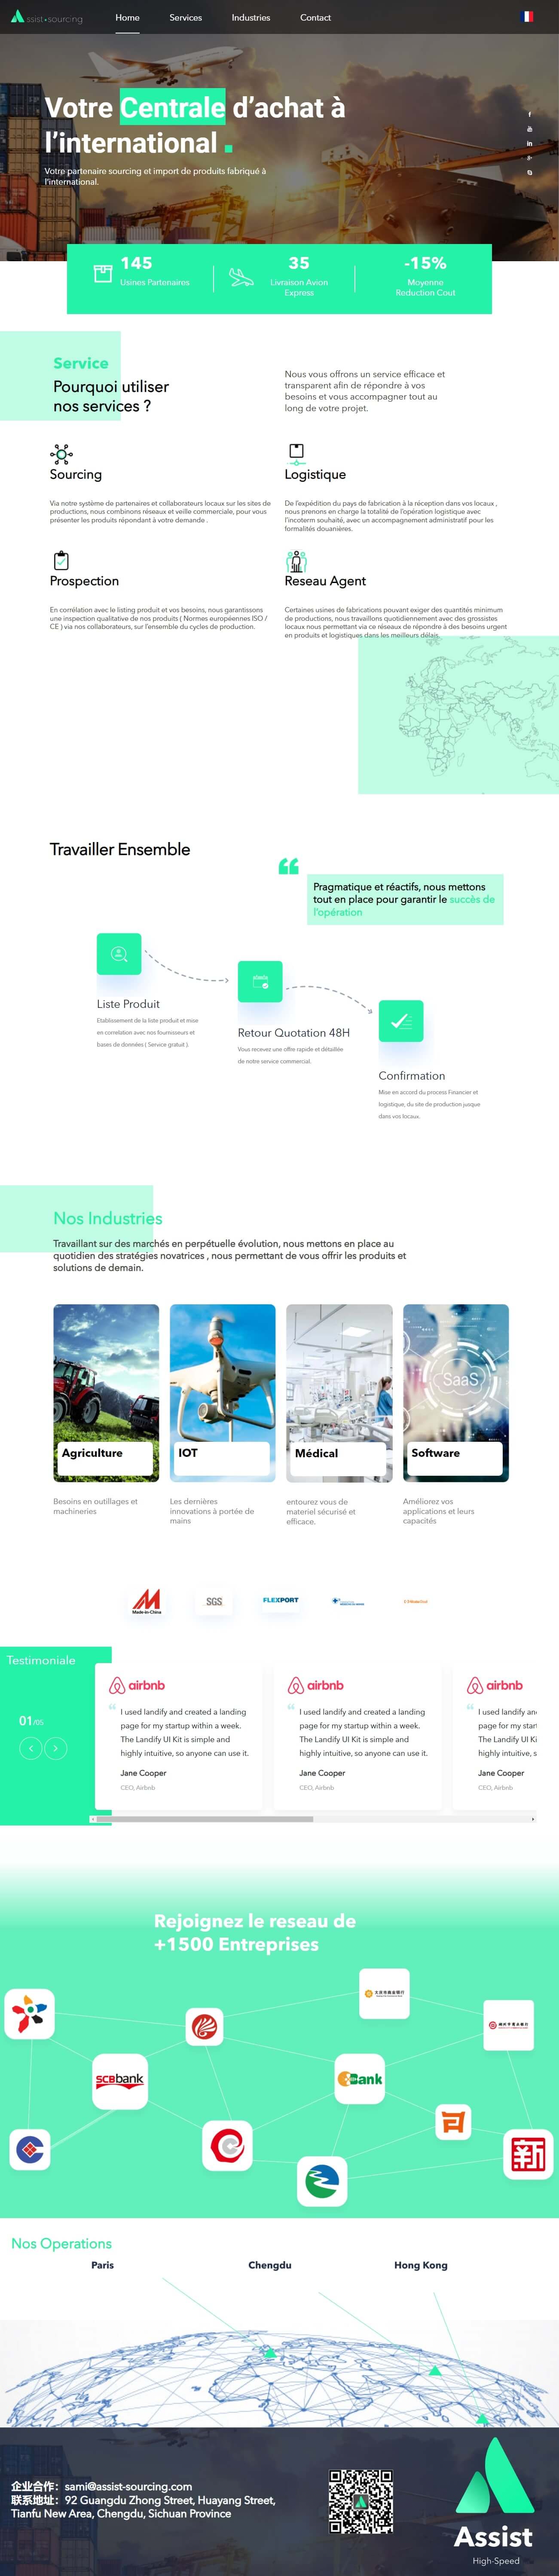 Assist•sourcing
Home
Services
Industries
Contact
Votre Centrale d’achat à
l’international .
Votre partenaire sourcing et import de produits fabriqué à
l’international.
145
Usines Partenaires
35
Livraison Avion
Express
-15%
Moyenne
Reduction Cout
Service
Pourquoi utiliser
nos services ?
Nous vous offrons un service efficace et
transparent afin de répondre à vos
besoins et vous accompagner tout au
long de votre projet.
Sourcing
Via notre système de partenaires et collaborateurs locaux sur les sites de
productions, nous combinons réseaux et veille commerciale, pour vous
présenter les produits répondant à votre demande .
Logistique
De l’expédition du pays de fabrication à la réception dans vos locaux ,
nous prenons en charge la totalité de l’opération logistique avec
l’incoterm souhaité, avec un accompagnement administratif pour les
formalités douanières.
Prospection
En corrélation avec le listing produit et vos besoins, nous garantissons
une inspection qualitative de nos produits ( Normes européennes ISO /
CE ) via nos collaborateurs, sur l’ensemble du cycles de production.
Reseau Agent
Certaines usines de fabrications pouvant exiger des quantités minimum
de productions, nous travaillons quotidiennement avec des grossistes
locaux nous permettant via ce réseaux de répondre à des besoins urgent
en produits et logistiques dans les meilleurs délais.
Travailler Ensemble
Pragmatique et réactifs, nous mettons
tout en place pour garantir le succès de
l’opération
Liste Produit
Etablissement de la liste produit et mise
en correlation avec nos fournisseurs et
bases de données ( Service gratuit ).
Retour Quotation 48H
Vous recevez une offre rapide et détaillée
de notre service commercial.
Confirmation
Mise en accord du process Financier et
logistique, du site de production jusque
dans vos locaux.
Nos Industries
Travaillant sur des marchés en perpétuelle évolution, nous mettons en place au
quotidien des stratégies novatrices , nous permettant de vous offrir les produits et
solutions de demain.
SaaS
Agriculture
IOT
Médical
Software
Besoins en outillages et
machineries
Les dernières
innovations à portée de
mains
entourez vous de
materiel sécurisé et
efficace.
Améliorez vos
applications et leurs
capacités
Made-in-China
SGS
FLEXPORT
Testimoniale
01/05
airbnb
I used landify and created a landing
page for my startup within a week.
The Landify UI Kit is simple and
highly intuitive, so anyone can use it.
Jane Cooper
CEO, Airbnb
airbnb
I used landify and created a landing
page for my startup within a week.
The Landify UI Kit is simple and
highly intuitive, so anyone can use it.
Jane Cooper
CEO, Airbnb
airbnb
I used landify an
page for my start
The Landify UI Ki
highly intuitive, s
Jane Cooper
CEO, Airbnb
Rejoignez le reseau de
+1500 Entreprises
SCBbank
Bank
新
Nos Operations
Paris
Chengdu
Hong Kong
企业合作：sami@assist-sourcing.com
联系地址：92 Guangdu Zhong Street, Huayang Street,
Tianfu New Area, Chengdu, Sichuan Province
Assist
High-Speed